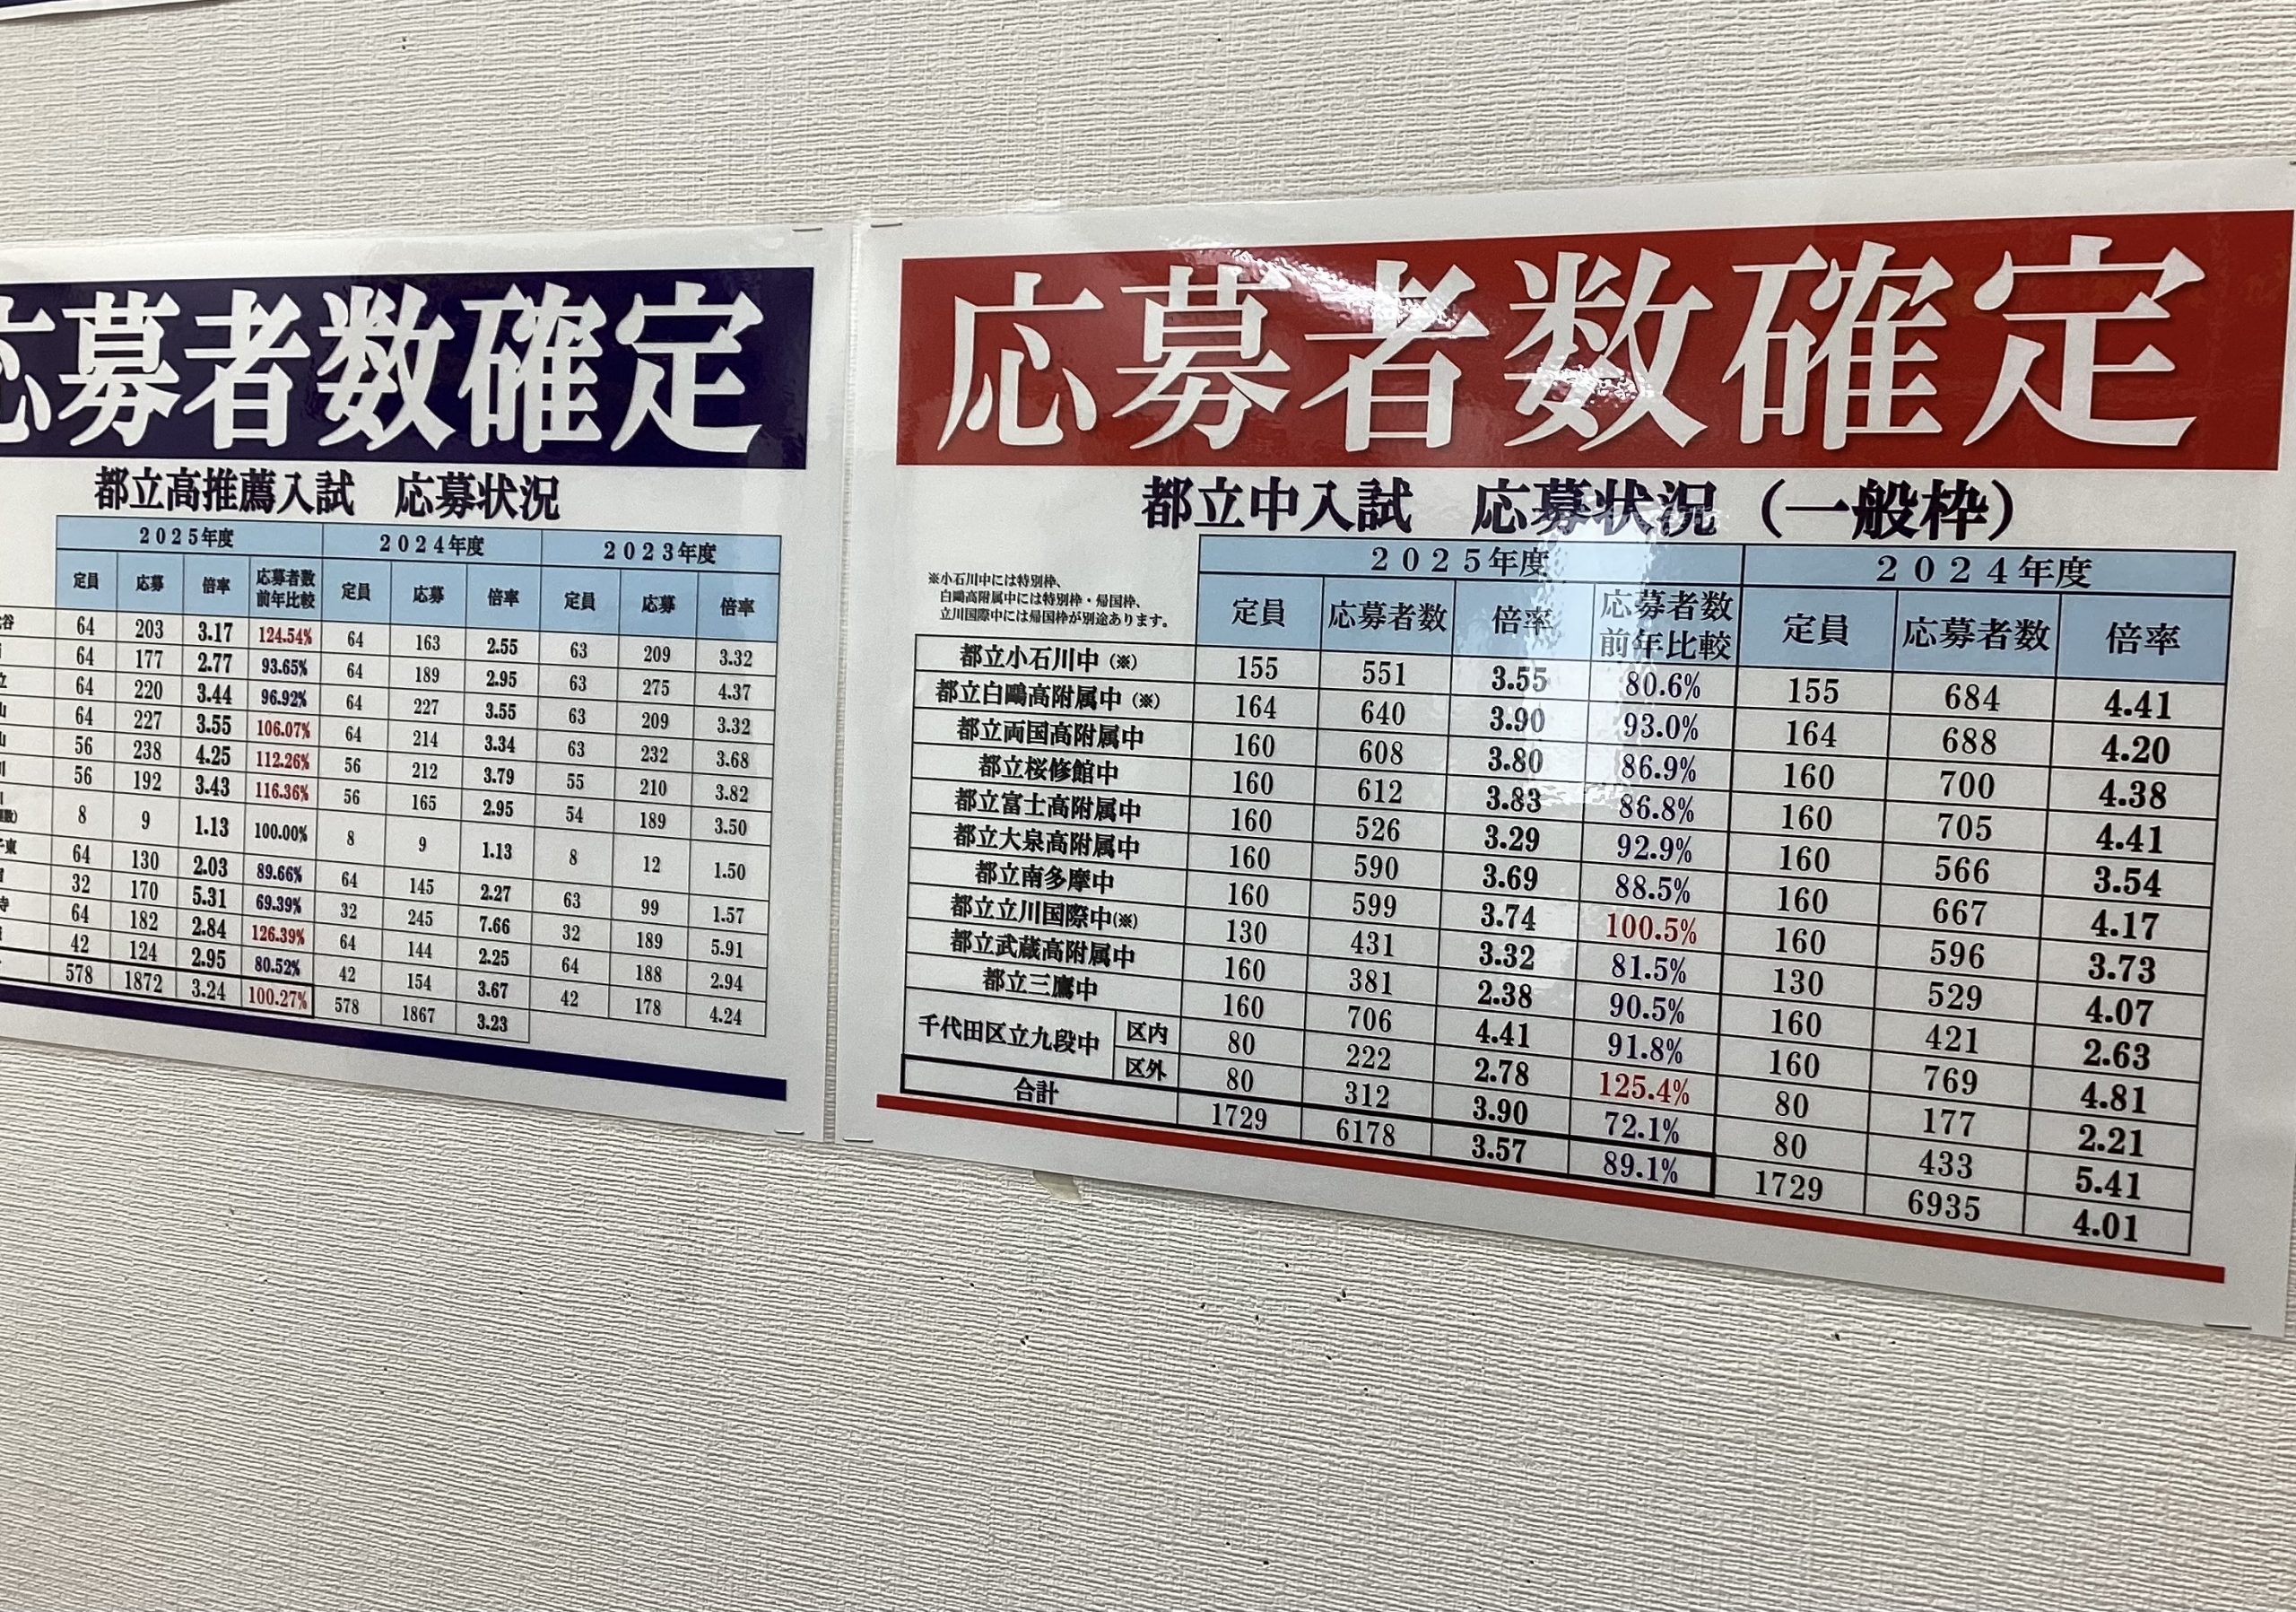 応募者数確定
都立高推薦入試 応募状況
2025年度 2024年度 2023年度
定員 応募 倍率 応募者数前年比較 定員 応募 倍率 定員 応募 倍率
谷 64 203 3.17 124.54% 64 163 2.55 63 209 3.32
64 177 2.77 93.65% 64 189 2.95 63 275 4.37
立 64 220 3.44 96.92% 64 227 3.55 63 209 3.32
山 64 227 3.55 106.07% 64 214 3.34 63 232 3.68
山 56 238 4.25 112.26% 56 212 3.79 55 210 3.82
川 56 192 3.43 116.36% 56 165 2.95 54 189 3.50
8 9 1.13 100.00% 8 9 1.13 8 12 1.50
東 64 130 2.03 89.66% 64 145 2.27 63 99 1.57
32 170 5.31 69.39% 32 245 7.66 32 189 5.91
寺 64 182 2.84 126.39% 64 144 2.25 64 188 2.94
42 124 2.95 80.52% 42 154 3.67 42 178 4.24
578 1872 3.24 100.27% 578 1867 3.23
応募者数確定
都立中入試 応募状況（一般枠）
※小石川中には特別枠、
白鷗高附属中には特別枠・帰国枠、
立川国際中には帰国枠が別途あります。
2025年度 2024年度
定員 応募者数 倍率 応募者数前年比較 定員 応募者数 倍率
都立小石川中（※） 155 551 3.55 80.6% 155 684 4.41
都立白鷗高附属中（※） 164 640 3.90 93.0% 164 688 4.20
都立両国高附属中 160 608 3.80 86.9% 160 700 4.38
都立桜修館中 160 612 3.83 86.8% 160 705 4.41
都立富士高附属中 160 526 3.29 92.9% 160 566 3.54
都立大泉高附属中 160 590 3.69 88.5% 160 667 4.17
都立南多摩中 160 599 3.74 100.5% 160 596 3.73
都立立川国際中(※) 130 431 3.32 81.5% 130 529 4.07
都立武蔵高附属中 160 381 2.38 90.5% 160 421 2.63
都立三鷹中 160 706 4.41 91.8% 160 769 4.81
千代田区立九段中 区内 80 222 2.78 125.4% 80 177 2.21
区外 80 312 3.90 72.1% 80 433 5.41
合計 1729 6178 3.57 89.1% 1729 6935 4.01